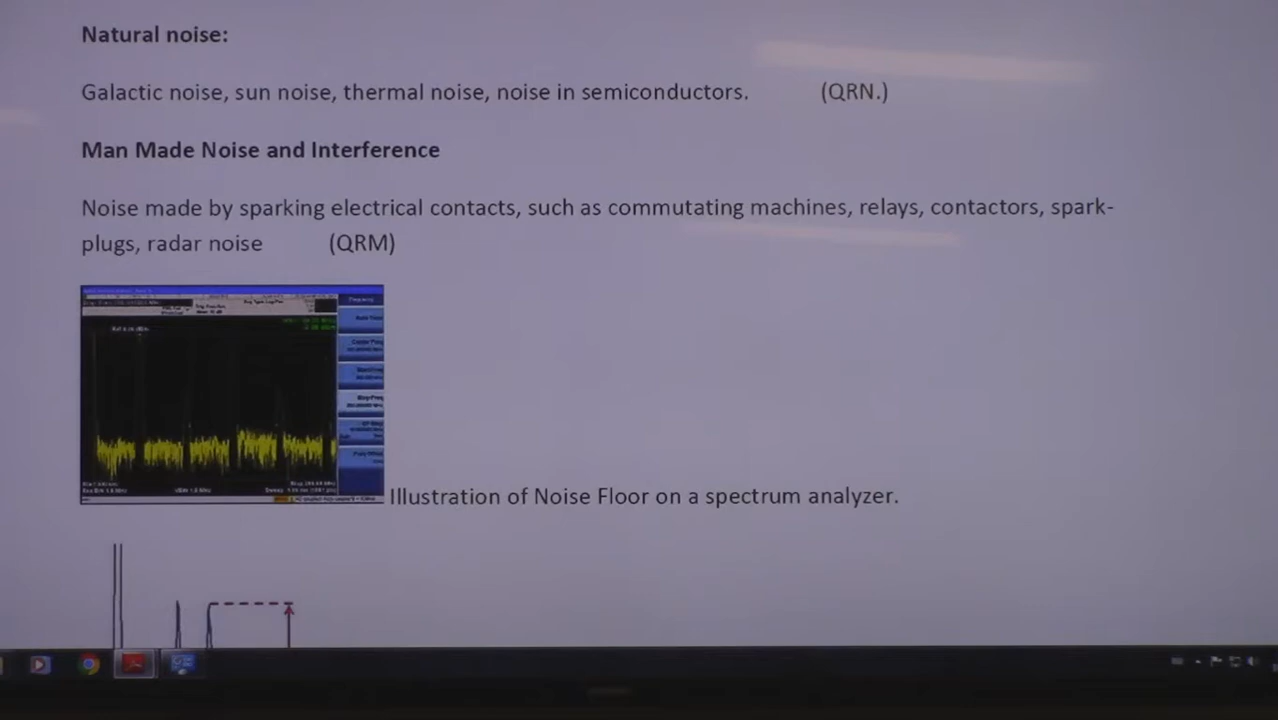 Natural noise:
Galactic noise, sun noise, thermal noise, noise in semiconductors. (QRN.)
Man Made Noise and Interference
Noise made by sparking electrical contacts, such as commutating machines, relays, contactors, spark-
plugs, radar noise (QRM)
Illustration of Noise Floor on a spectrum analyzer.